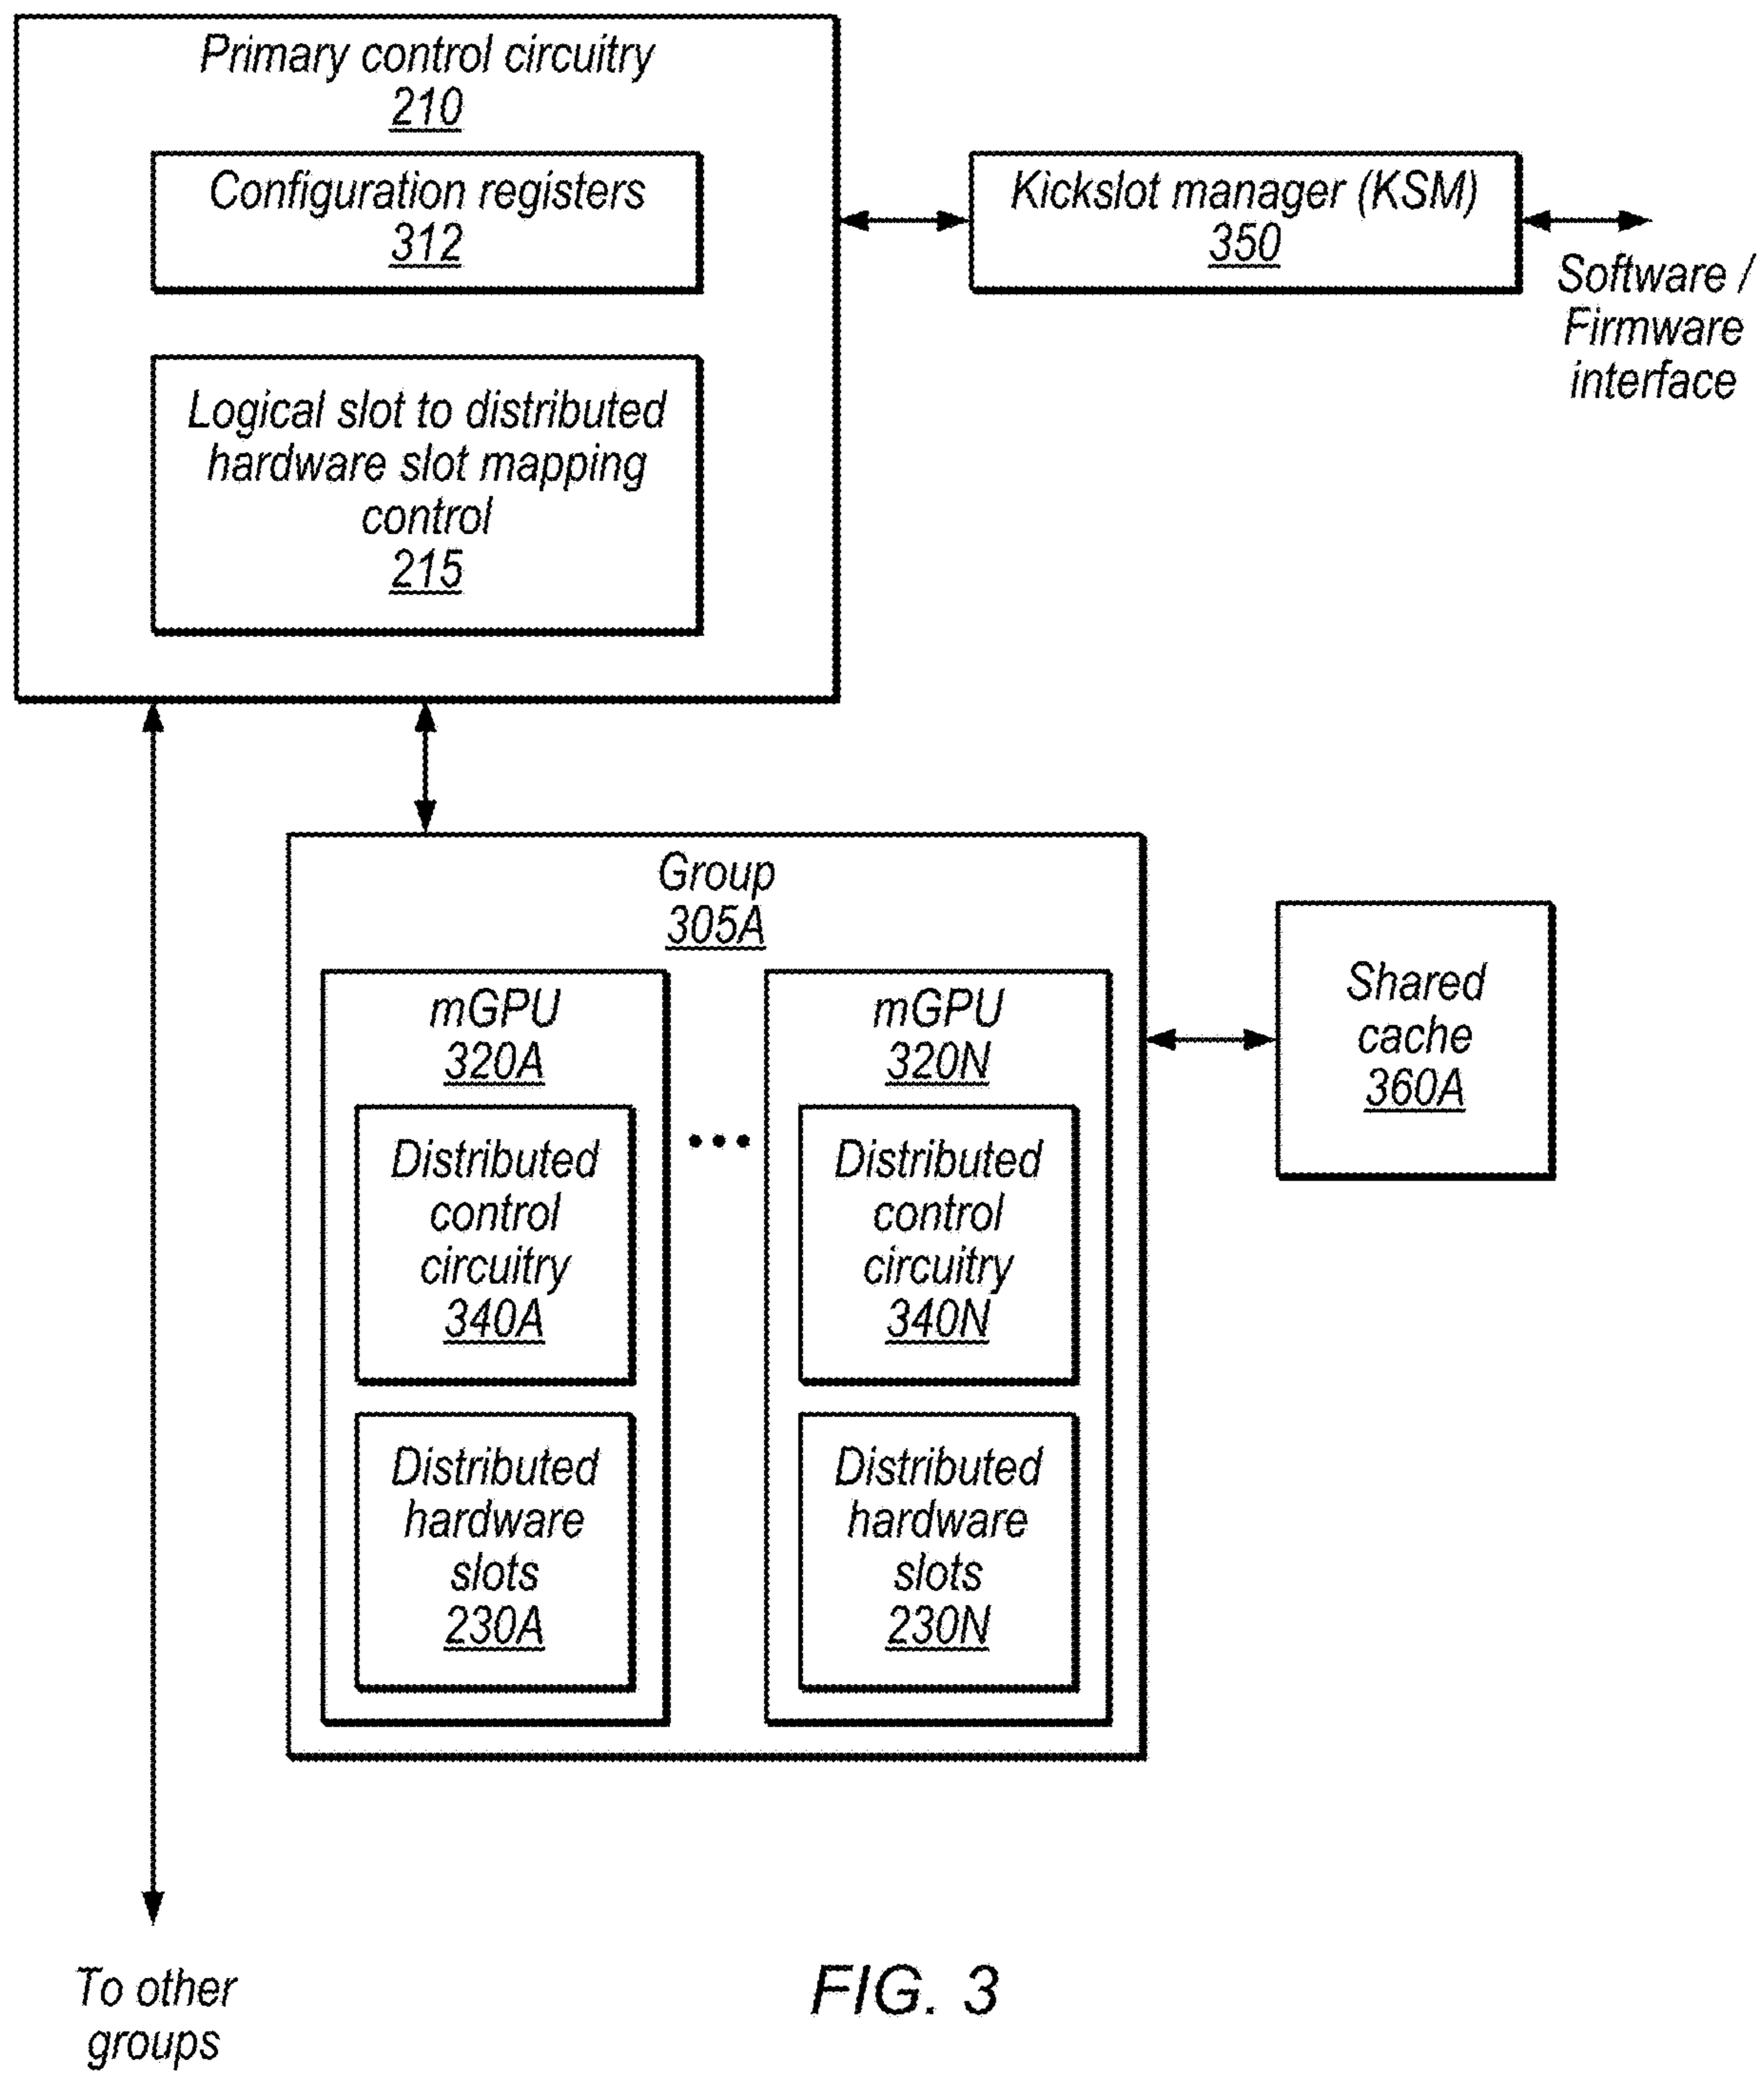 Primary control circuitry
210
Configuration registers
312
Kickslot manager (KSM)
350
Software /
Firmware
interface
Logical slot to distributed
hardware slot mapping
control
215
Group
305A
mGPU
320A
Distributed
control
circuitry
340A
Distributed
hardware
slots
230A
...
mGPU
320N
Distributed
control
circuitry
340N
Distributed
hardware
slots
230N
Shared
cache
360A
To other
groups
FIG. 3